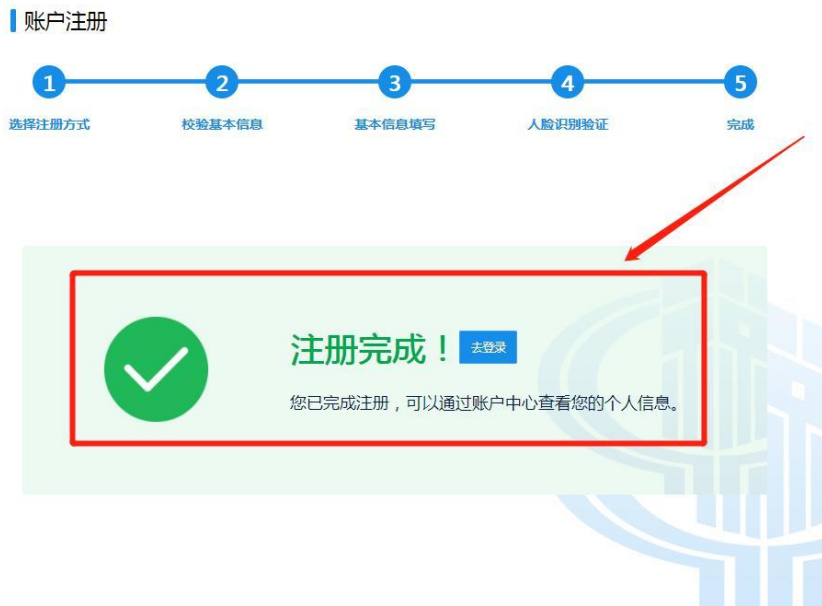 账户注册
1 2 3 4 5
选择注册方式 校验基本信息 基本信息填写 人脸识别验证 完成
注册完成！ 去登录
您已完成注册，可以通过账户中心查看您的个人信息。